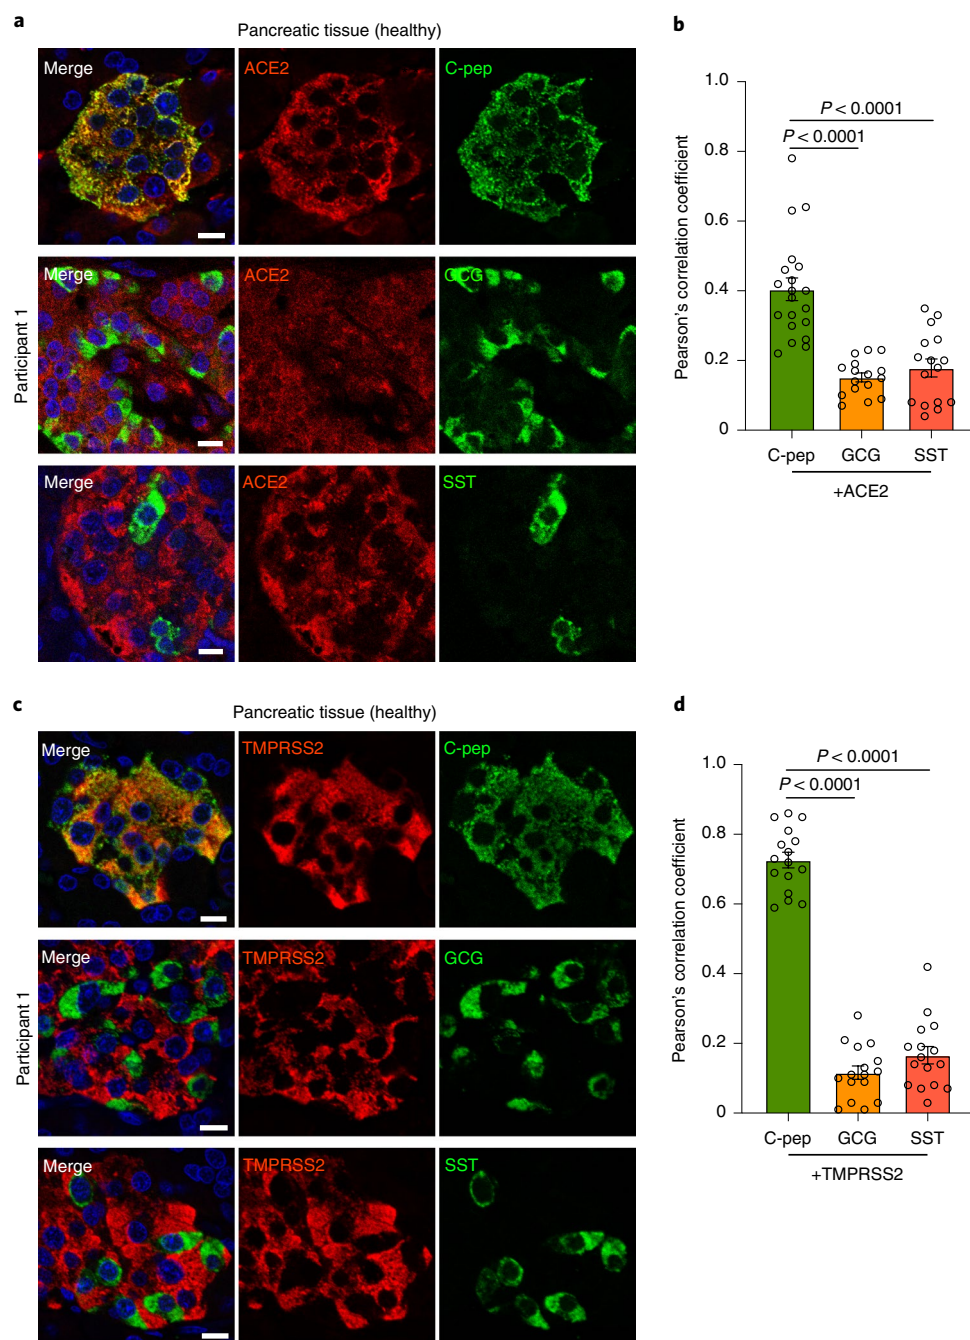 a
Pancreatic tissue (healthy)
Merge
ACE2
C-pep
Merge
ACE2
GCG
Participant 1
Merge
ACE2
SST
b
1.0
0.8
0.6
0.4
0.2
0
Pearson's correlation coefficient
P < 0.0001
P < 0.0001
C-pep
GCG
SST
+ACE2
c
Pancreatic tissue (healthy)
Merge
TMPRSS2
C-pep
Merge
TMPRSS2
GCG
Participant 1
Merge
TMPRSS2
SST
d
1.0
0.8
0.6
0.4
0.2
0
Pearson's correlation coefficient
P < 0.0001
P < 0.0001
C-pep
GCG
SST
+TMPRSS2